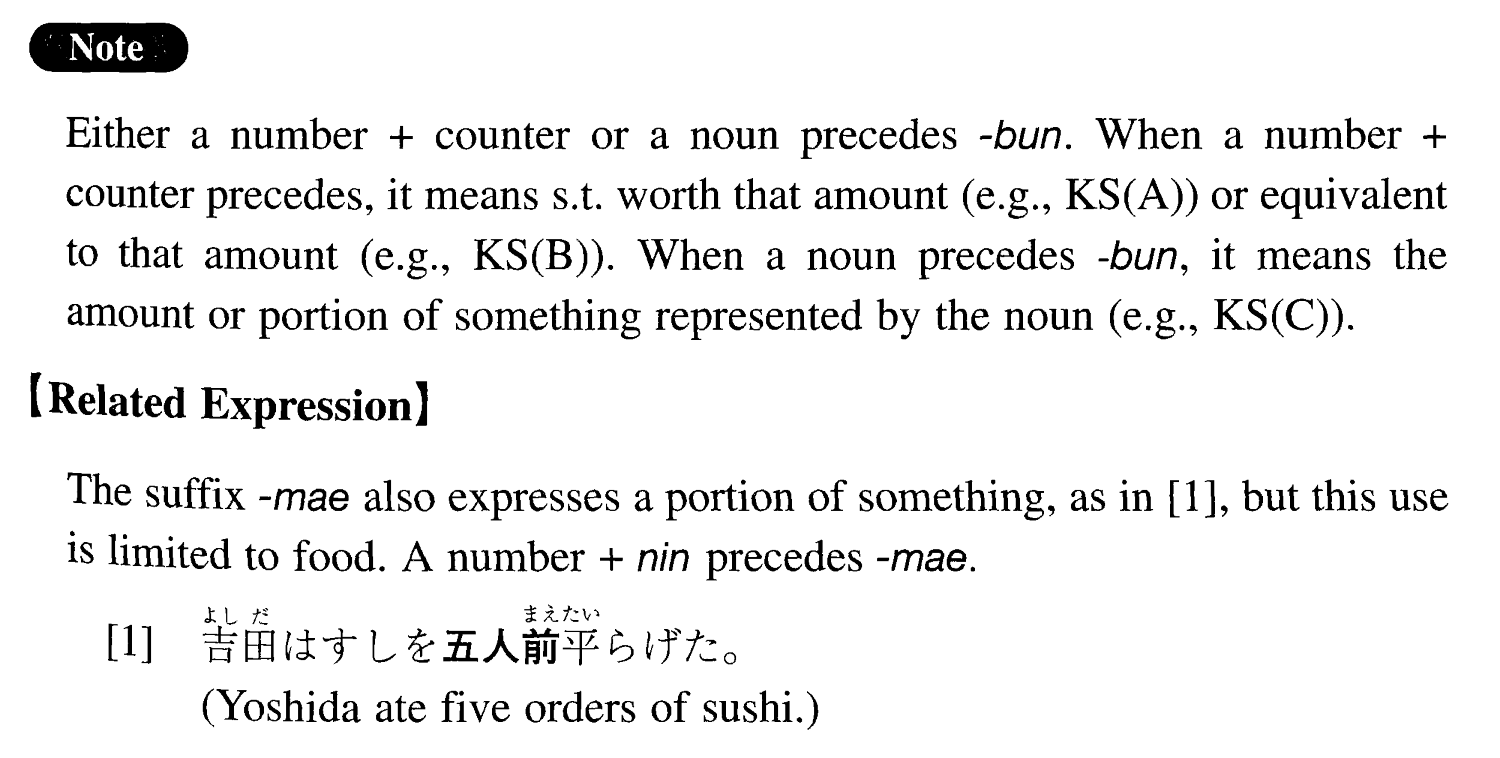 Note
Either a number + counter or a noun precedes -bun. When a number +
counter precedes, it means s.t. worth that amount (e.g., KS(A)) or equivalent
to that amount (e.g., KS(B)). When a noun precedes -bun, it means the
amount or portion of something represented by the noun (e.g., KS(C)).
【Related Expression】
The suffix -mae also expresses a portion of something, as in [1], but this use
is limited to food. A number + nin precedes -mae.
よしだ まえたい
[1] 吉田はすしを五人前平らげた。
(Yoshida ate five orders of sushi.)